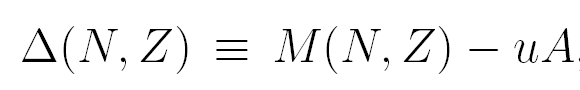 Δ(N, Z) ≡ M(N, Z) − uA,